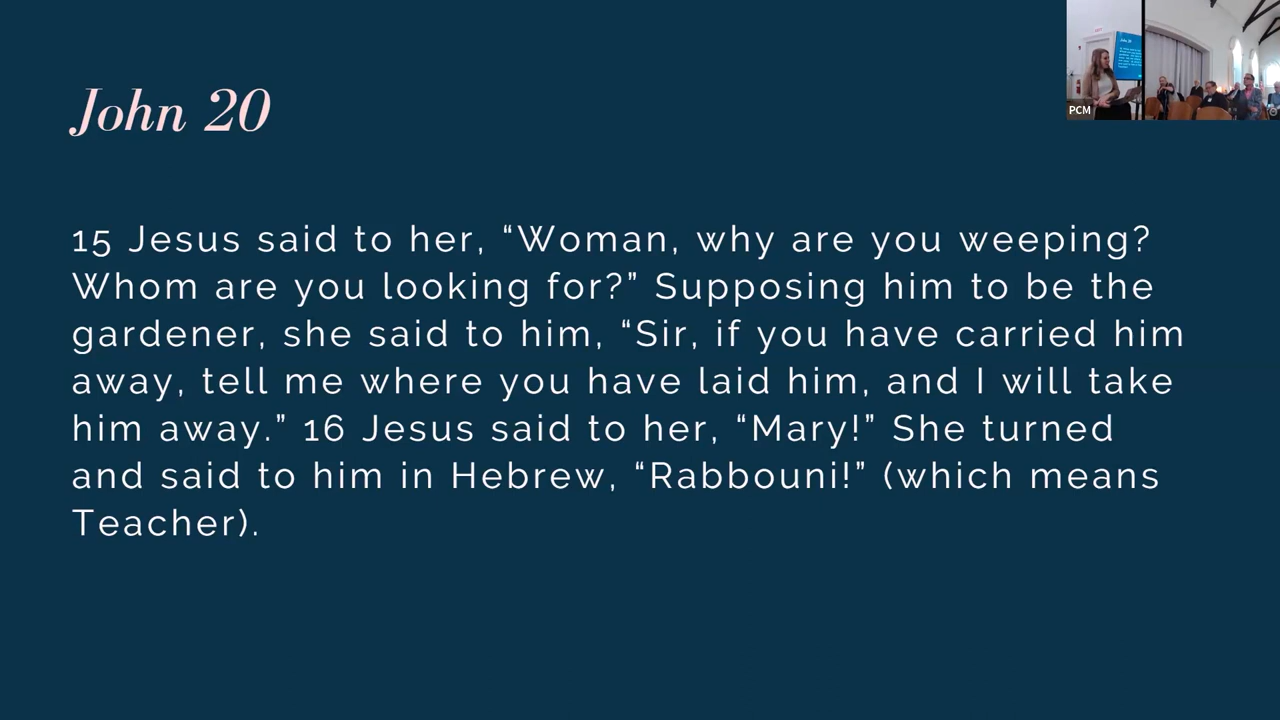 John 20
15 Jesus said to her, “Woman, why are you weeping?
Whom are you looking for?” Supposing him to be the
gardener, she said to him, “Sir, if you have carried him
away, tell me where you have laid him, and I will take
him away.” 16 Jesus said to her, “Mary!” She turned
and said to him in Hebrew, “Rabbouni!” (which means
Teacher).
PCM